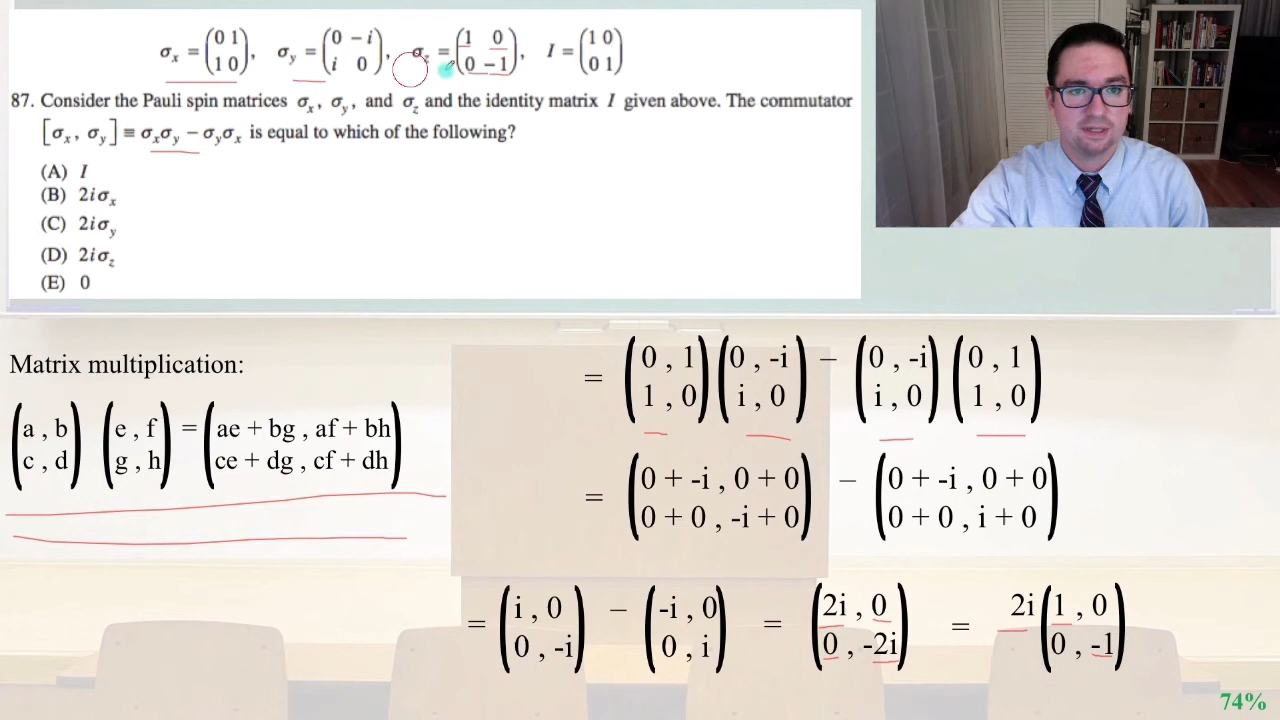 σx = (0 1 1 0), σy = (0 −i i 0), σz = (1 0 0 −1), I = (1 0 0 1)
87. Consider the Pauli spin matrices σx, σy, and σz and the identity matrix I given above. The commutator
[σx, σy] ≡ σxσy − σyσx is equal to which of the following?
(A) I
(B) 2iσx
(C) 2iσy
(D) 2iσz
(E) 0
Matrix multiplication:
(a , b) (e , f) = (ae + bg , af + bh)
(c , d) (g , h) (ce + dg , cf + dh)
= (0 , 1) (0 , -i) − (0 , -i) (0 , 1)
(1 , 0) (i , 0) (i , 0) (1 , 0)
= (0 + -i , 0 + 0) − (0 + -i , 0 + 0)
(0 + 0 , -i + 0) (0 + 0 , i + 0)
= (i , 0) − (-i , 0) = (2i , 0) = 2i (1 , 0)
(0 , -i) (0 , i) (0 , -2i) (0 , -1)
74%